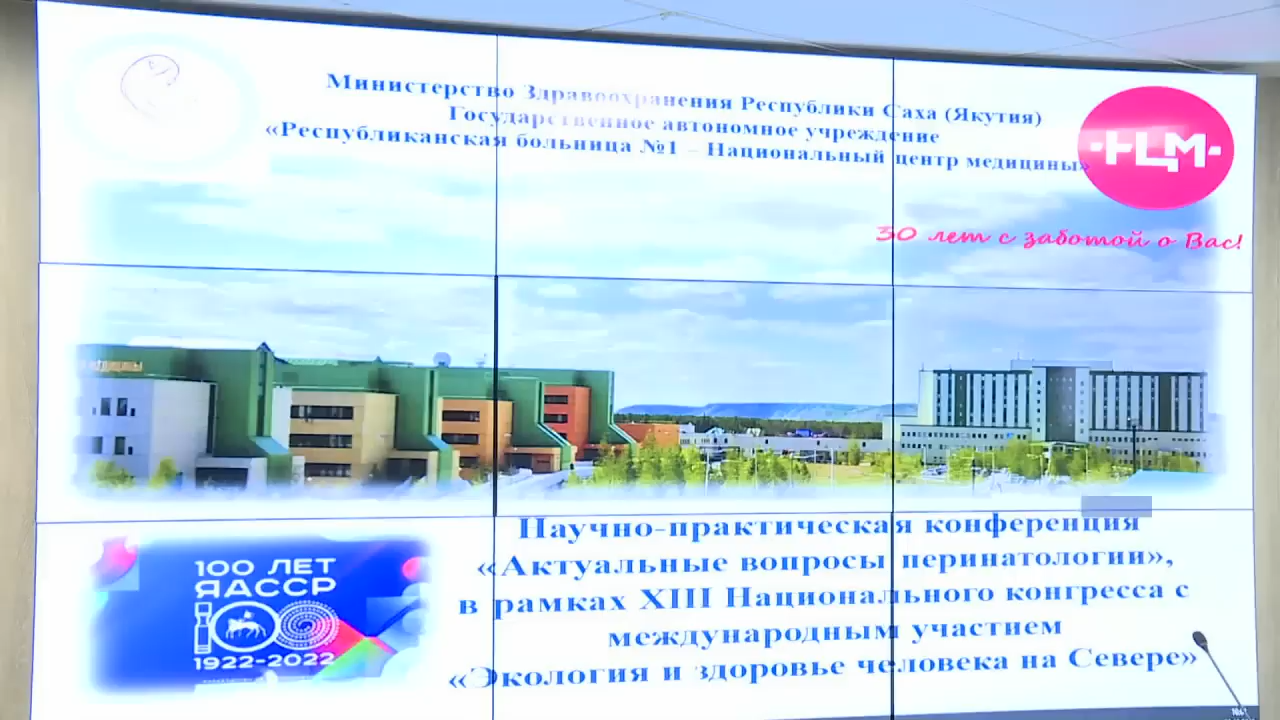 Министерство Здравоохранения Республики Саха (Якутия)
Государственное автономное учреждение
«Республиканская больница №1 – Национальный центр медицины»
НЦМ
30 лет с заботой о Вас!
100 ЛЕТ
ЯАССР
100
1922-2022
Научно-практическая конференция
«Актуальные вопросы перинатологии»,
в рамках XIII Национального конгресса с
международным участием
«Экология и здоровье человека на Севере»